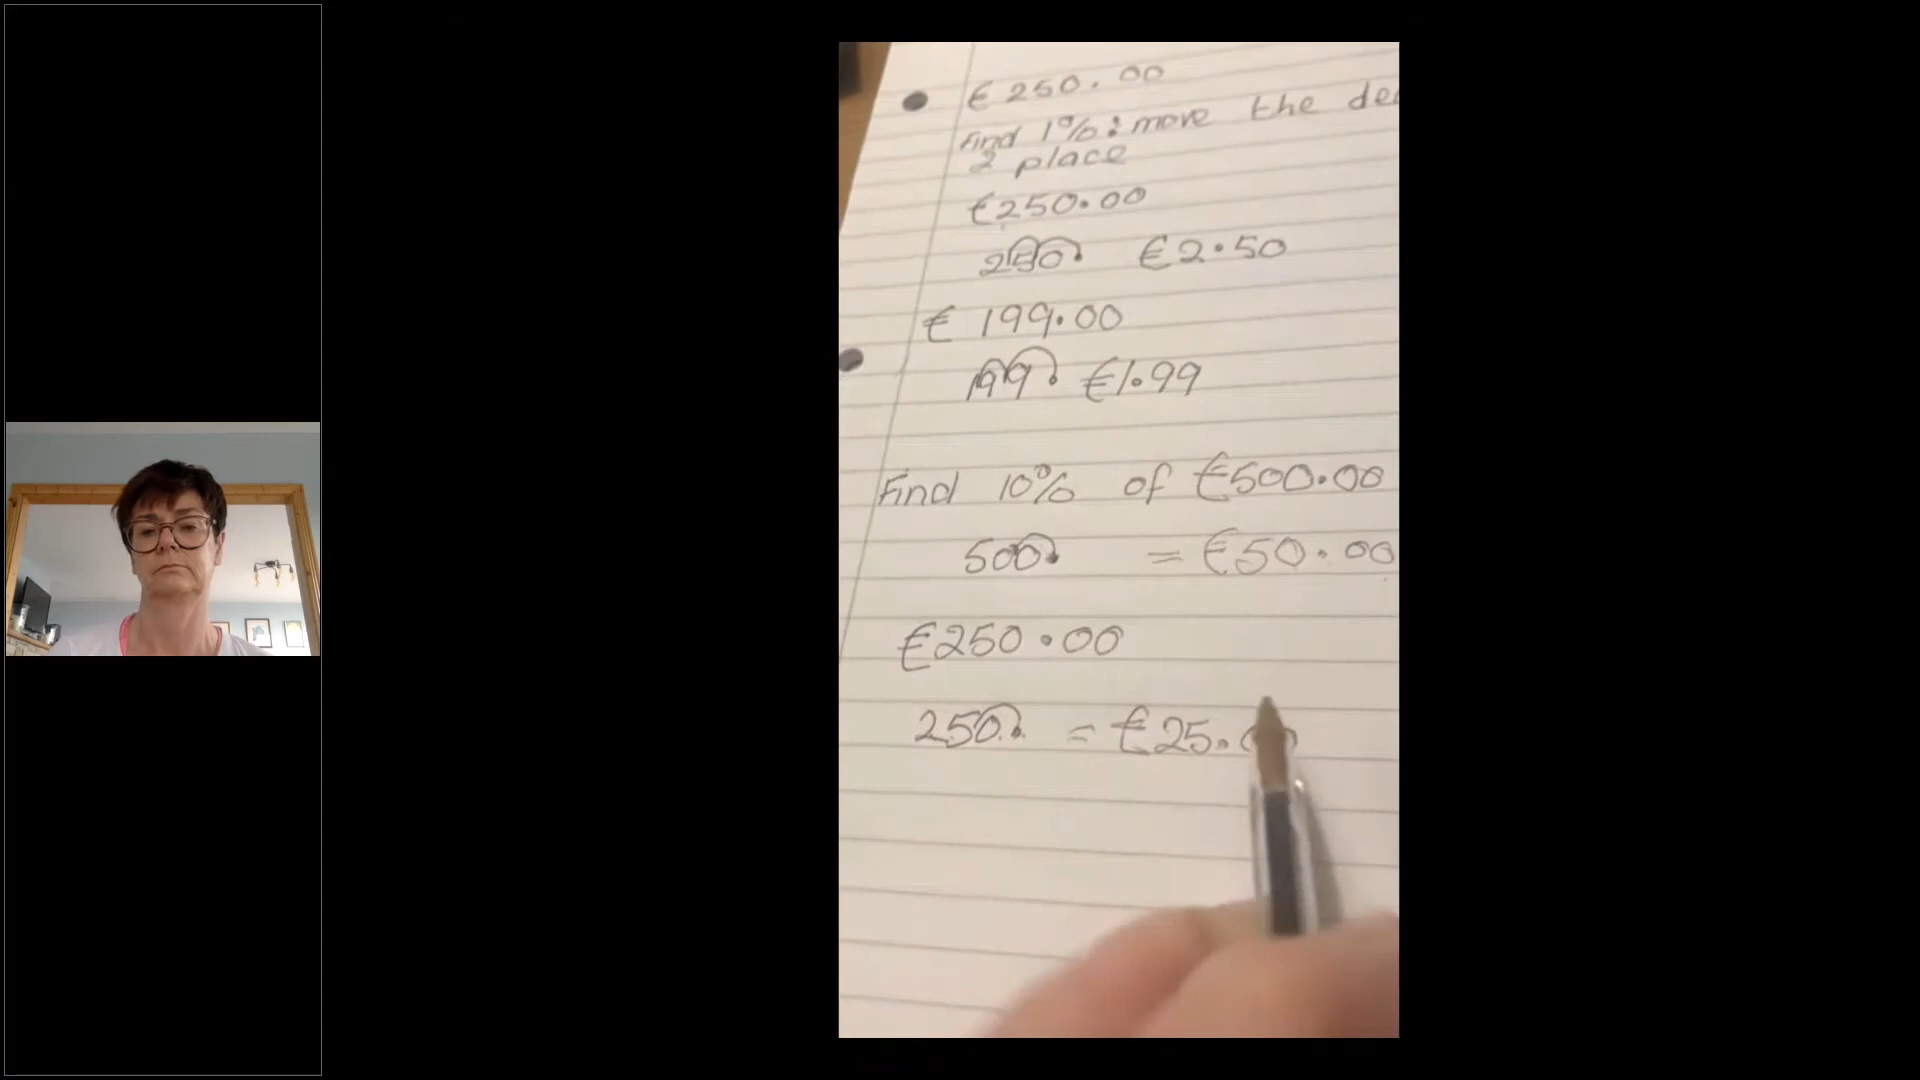 €250.00
Find 1%: move the
2 place
€250.00
250. €2.50
€ 199.00
199. €1.99
Find 10% of €500.00
500. = €50.00
€250.00
250. = €25.